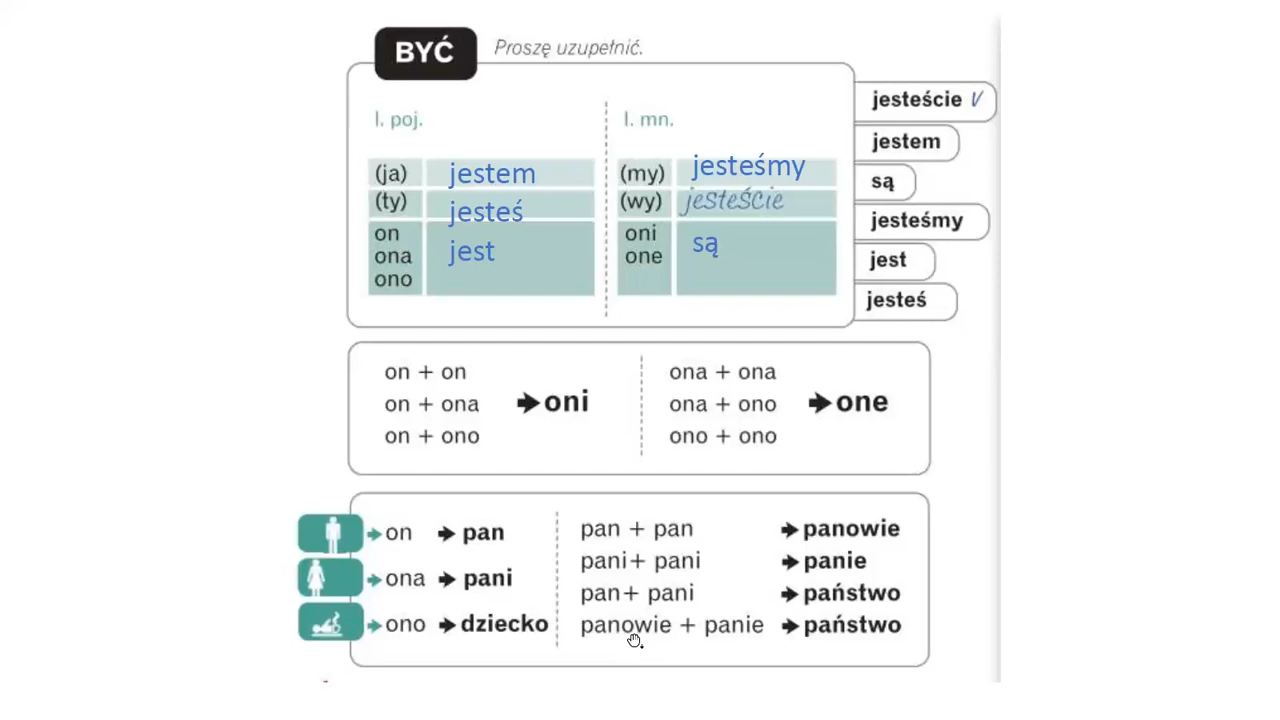 BYĆ Proszę uzupełnić.
l. poj.
(ja) jestem
(ty) jesteś
on
ona jest
ono
l. mn.
(my) jesteśmy
(wy) jesteście
oni są
one
jesteście V
jestem
są
jesteśmy
jest
jesteś
on + on
on + ona
on + ono
➔ oni
ona + ona
ona + ono
ono + ono
➔ one
➔ on ➔ pan
➔ ona ➔ pani
➔ ono ➔ dziecko
pan + pan ➔ panowie
pani+ pani ➔ panie
pan+ pani ➔ państwo
panowie + panie ➔ państwo